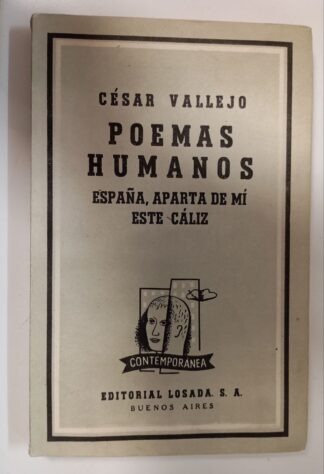 CÉSAR VALLEJO
POEMAS
HUMANOS
ESPAÑA, APARTA DE MÍ
ESTE CÁLIZ
CONTEMPORÁNEA
EDITORIAL LOSADA. S. A.
BUENOS AIRES